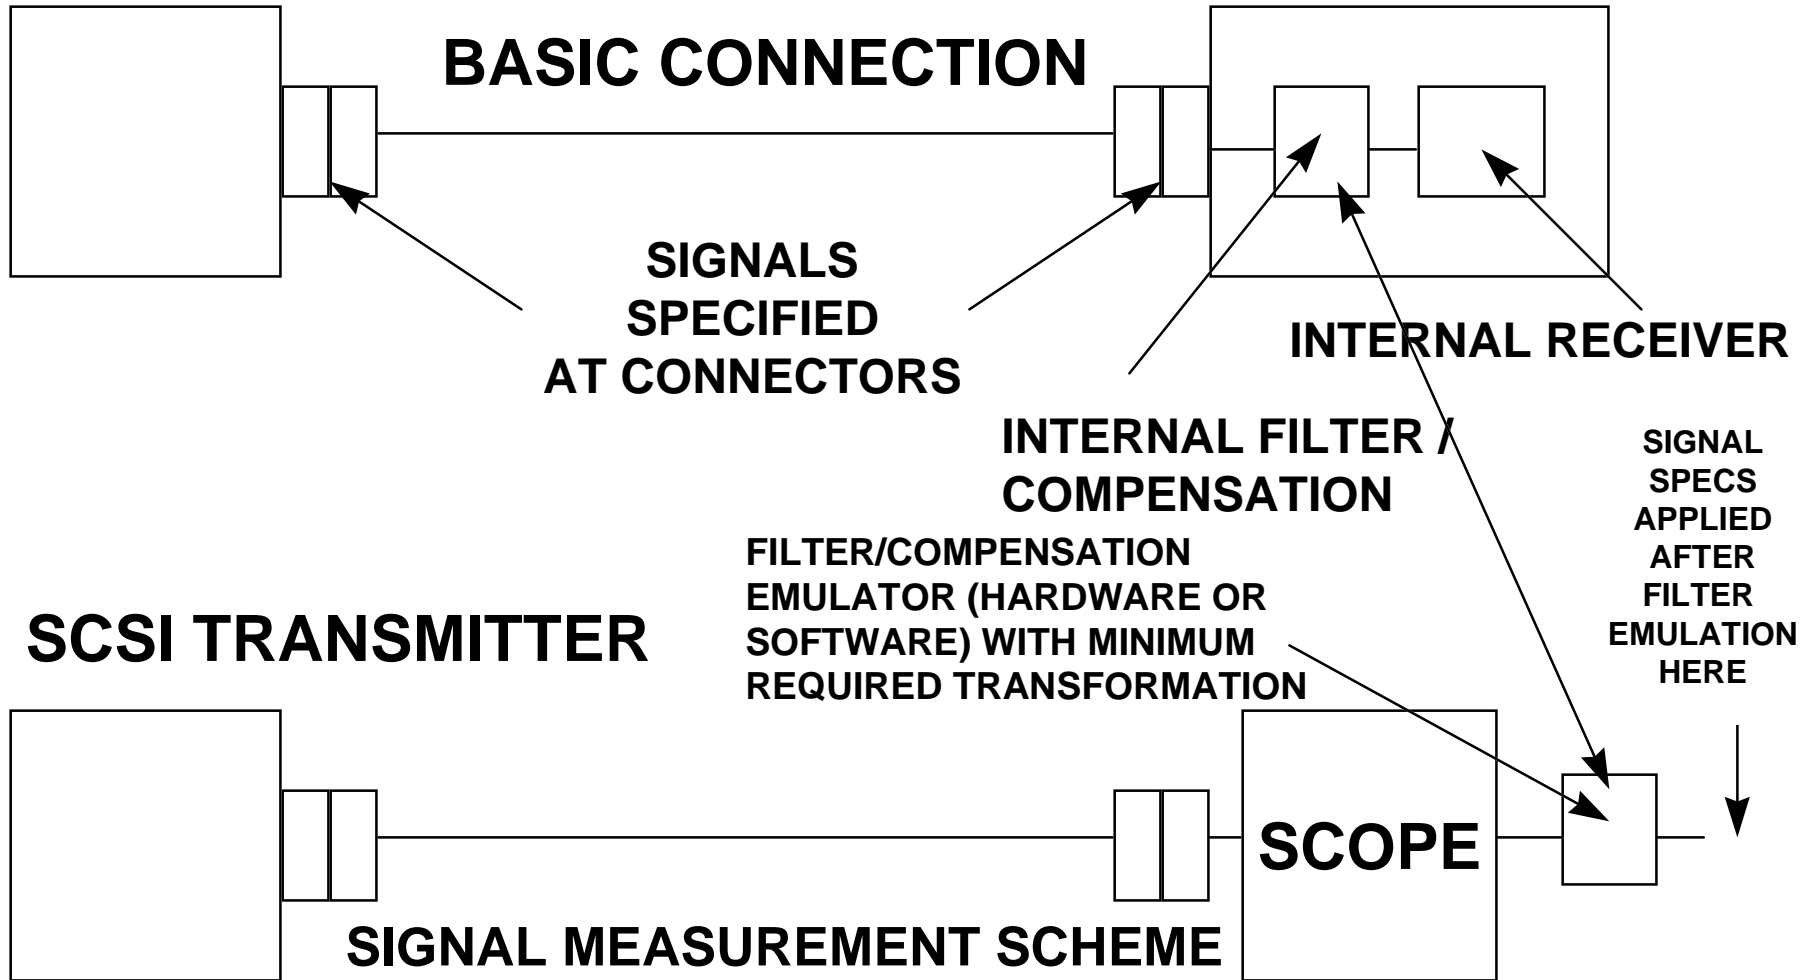 BASIC CONNECTION
SIGNALS
SPECIFIED
AT CONNECTORS
INTERNAL RECEIVER
INTERNAL FILTER /
COMPENSATION
SIGNAL
SPECS
APPLIED
AFTER
FILTER
EMULATION
HERE
FILTER/COMPENSATION
EMULATOR (HARDWARE OR
SOFTWARE) WITH MINIMUM
REQUIRED TRANSFORMATION
SCSI TRANSMITTER
SCOPE
SIGNAL MEASUREMENT SCHEME